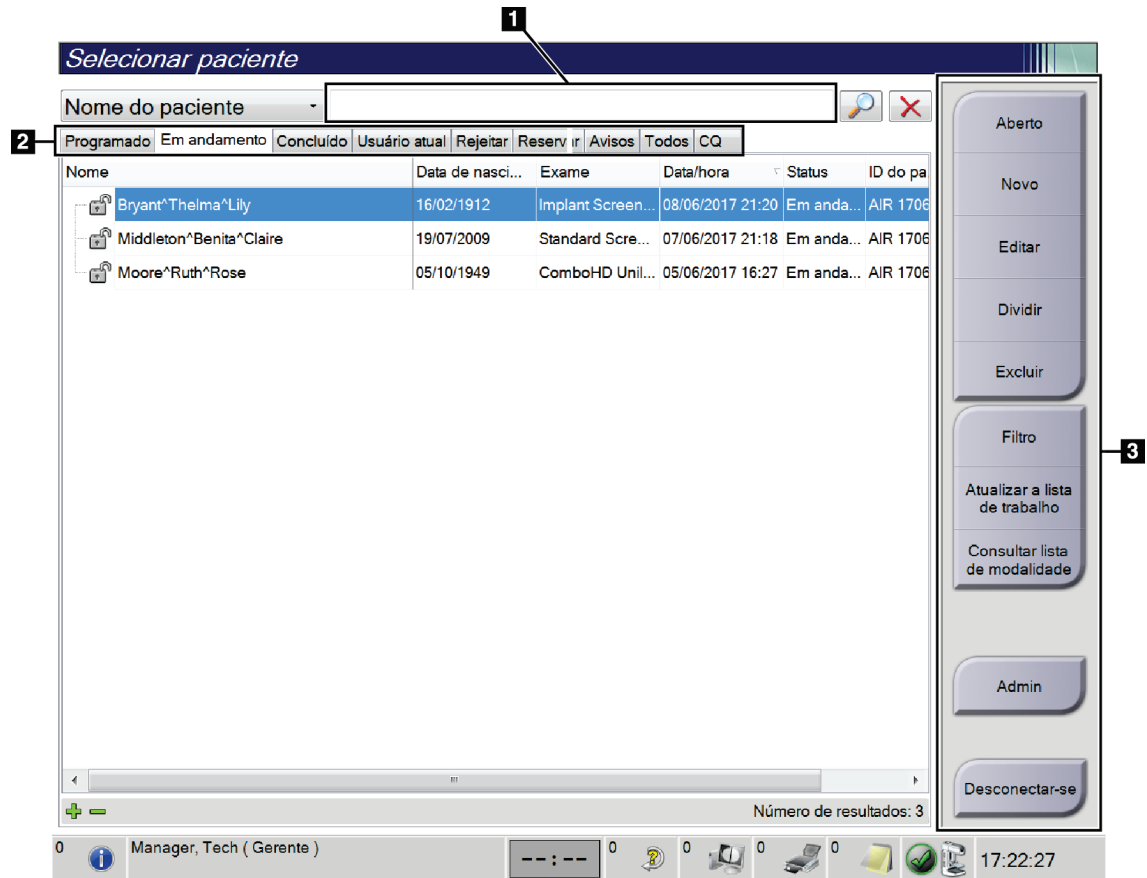 1
Selecionar paciente
Nome do paciente
2
Programado Em andamento Concluído Usuário atual Rejeitar Reservar Avisos Todos CQ
Nome Data de nasci... Exame Data/hora Status ID do pa
Bryant^Thelma^Lily 16/02/1912 Implant Screen... 08/06/2017 21:20 Em anda... AIR 1706
Middleton^Benita^Claire 19/07/2009 Standard Scre... 07/06/2017 21:18 Em anda... AIR 1706
Moore^Ruth^Rose 05/10/1949 ComboHD Unil... 05/06/2017 16:27 Em anda... AIR 1706
Número de resultados: 3
Aberto
Novo
Editar
Dividir
Excluir
Filtro
Atualizar a lista
de trabalho
Consultar lista
de modalidade
Admin
Desconectar-se
3
0 Manager, Tech ( Gerente ) --:-- 0 0 0 0 17:22:27